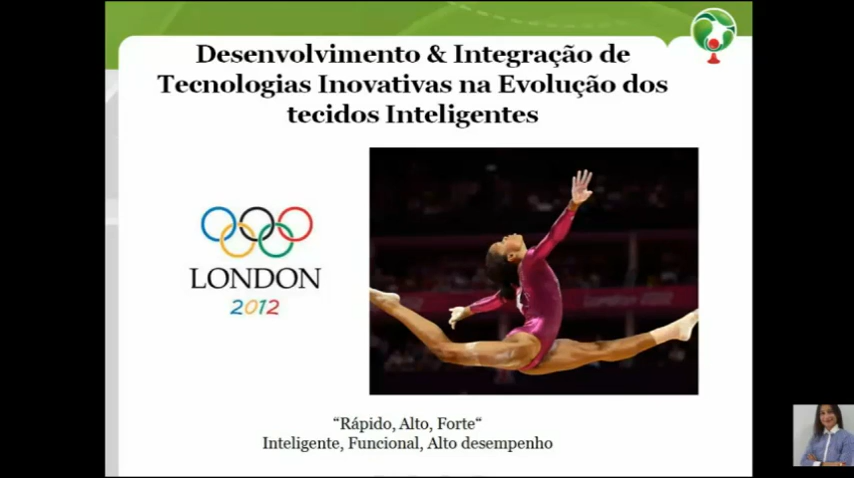 Desenvolvimento & Integração de
Tecnologias Inovativas na Evolução dos
tecidos Inteligentes
LONDON
2012
“Rápido, Alto, Forte“
Inteligente, Funcional, Alto desempenho